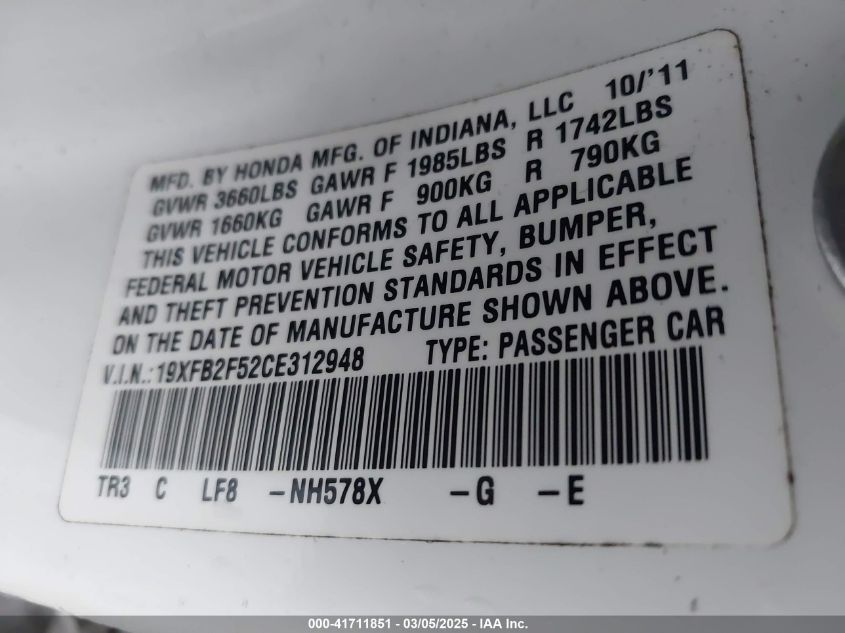 MFD. BY HONDA MFG. OF INDIANA, LLC 10/'11
GVWR 3660LBS GAWR F 1985LBS R 1742LBS
GVWR 1660KG GAWR F 900KG R 790KG
THIS VEHICLE CONFORMS TO ALL APPLICABLE
FEDERAL MOTOR VEHICLE SAFETY, BUMPER,
AND THEFT PREVENTION STANDARDS IN EFFECT
ON THE DATE OF MANUFACTURE SHOWN ABOVE.
V.I.N.:19XFB2F52CE312948 TYPE: PASSENGER CAR
TR3 C LF8 -NH578X -G -E
000-41711851 | 03/05/2025 - IAA Inc.